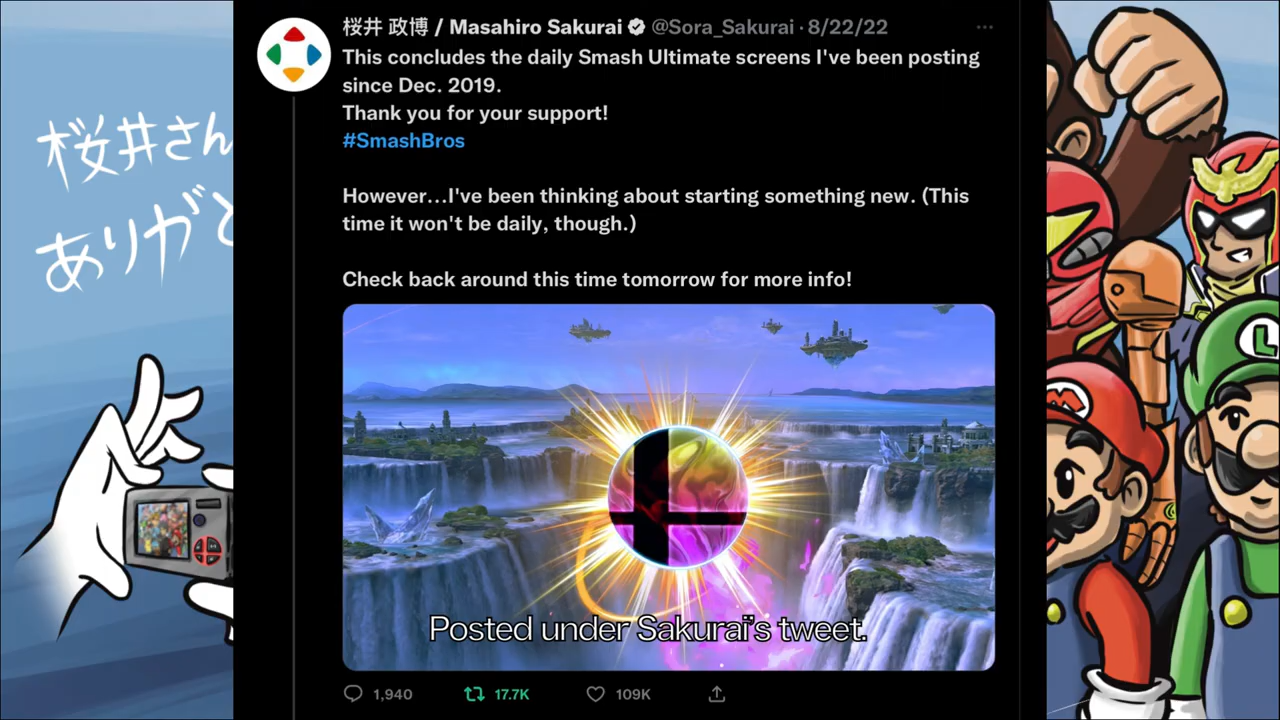 桜井 政博 / Masahiro Sakurai @Sora_Sakurai · 8/22/22
This concludes the daily Smash Ultimate screens I've been posting
since Dec. 2019.
Thank you for your support!
#SmashBros
However...I've been thinking about starting something new. (This
time it won't be daily, though.)
Check back around this time tomorrow for more info!
桜井さん
ありがと
M
L
Posted under Sakurai's tweet.
1,940
17.7K
109K